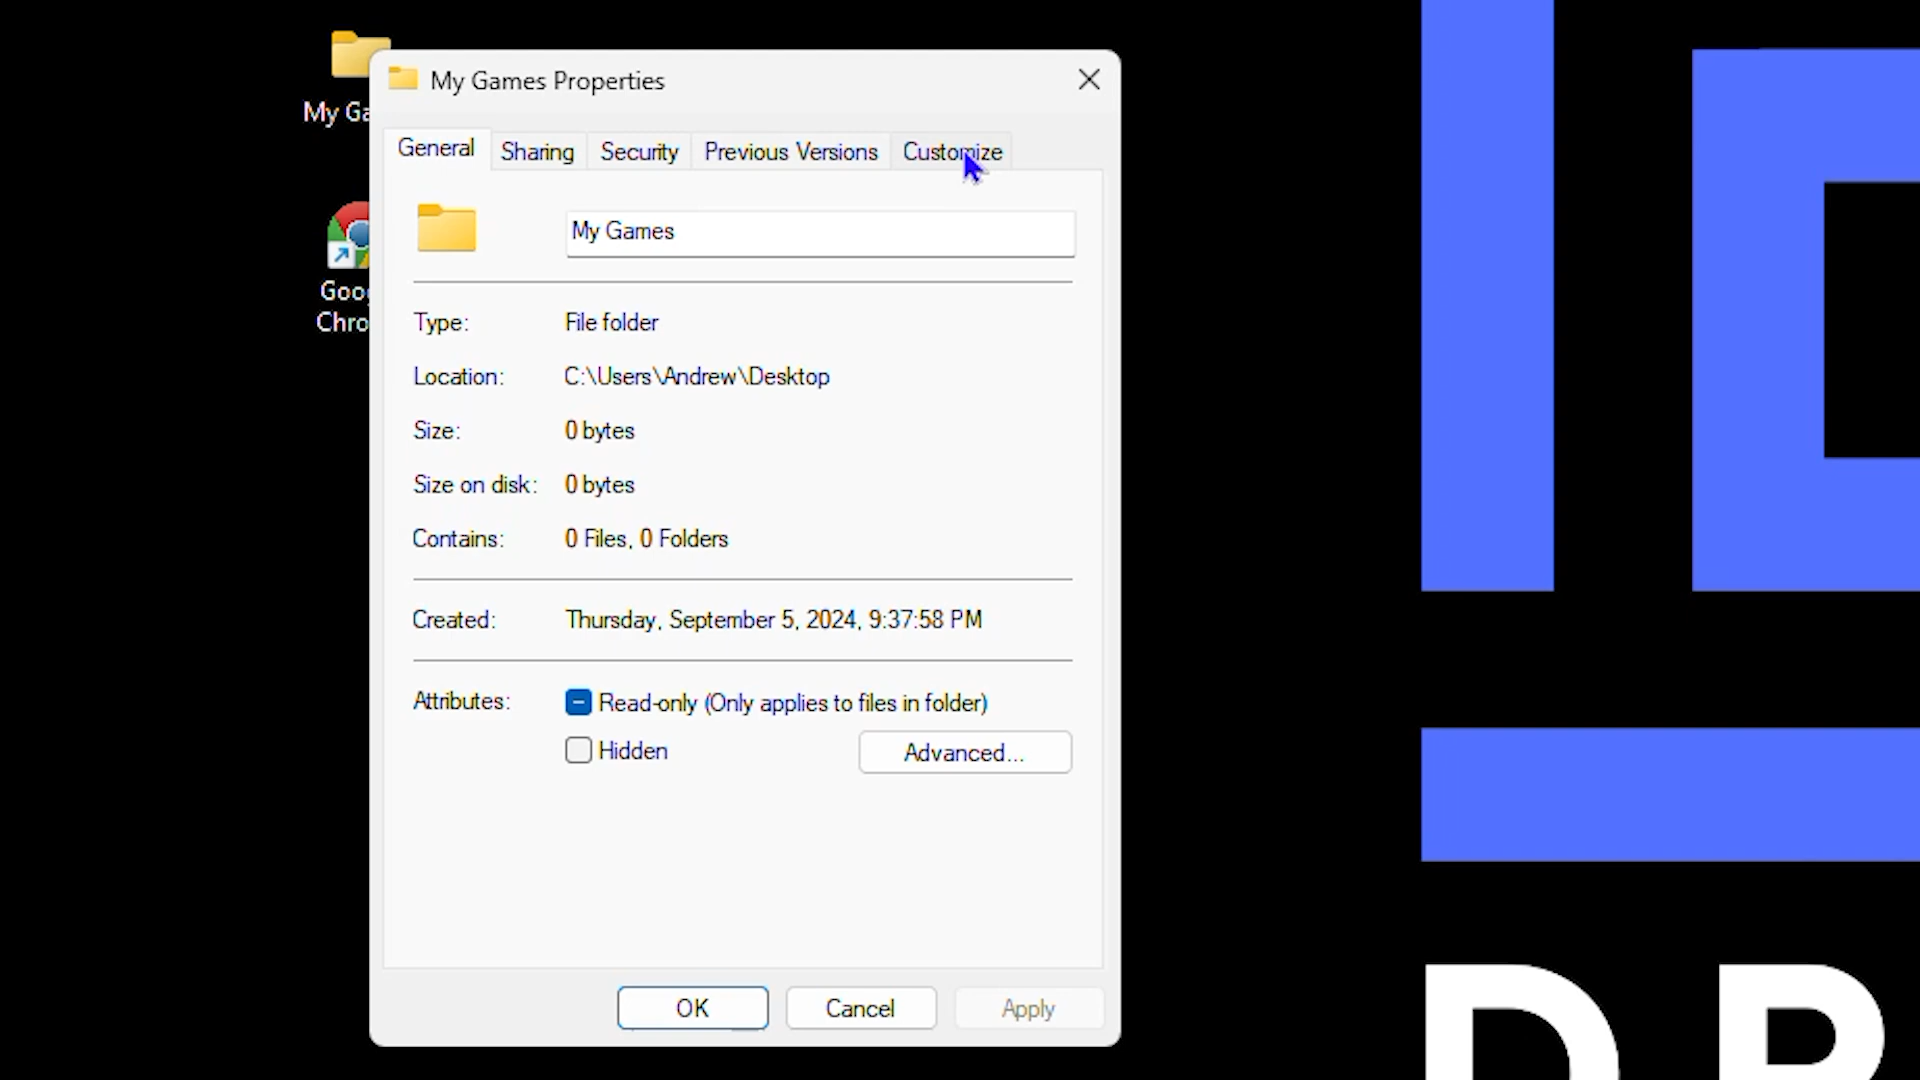 My Games Properties
My Ga
General
Sharing
Security
Previous Versions
Customize
My Games
Goo
Chro
Type: File folder
Location: C:\Users\Andrew\Desktop
Size: 0 bytes
Size on disk: 0 bytes
Contains: 0 Files, 0 Folders
Created: Thursday, September 5, 2024, 9:37:58 PM
Attributes: Read-only (Only applies to files in folder)
Hidden
Advanced...
OK
Cancel
Apply